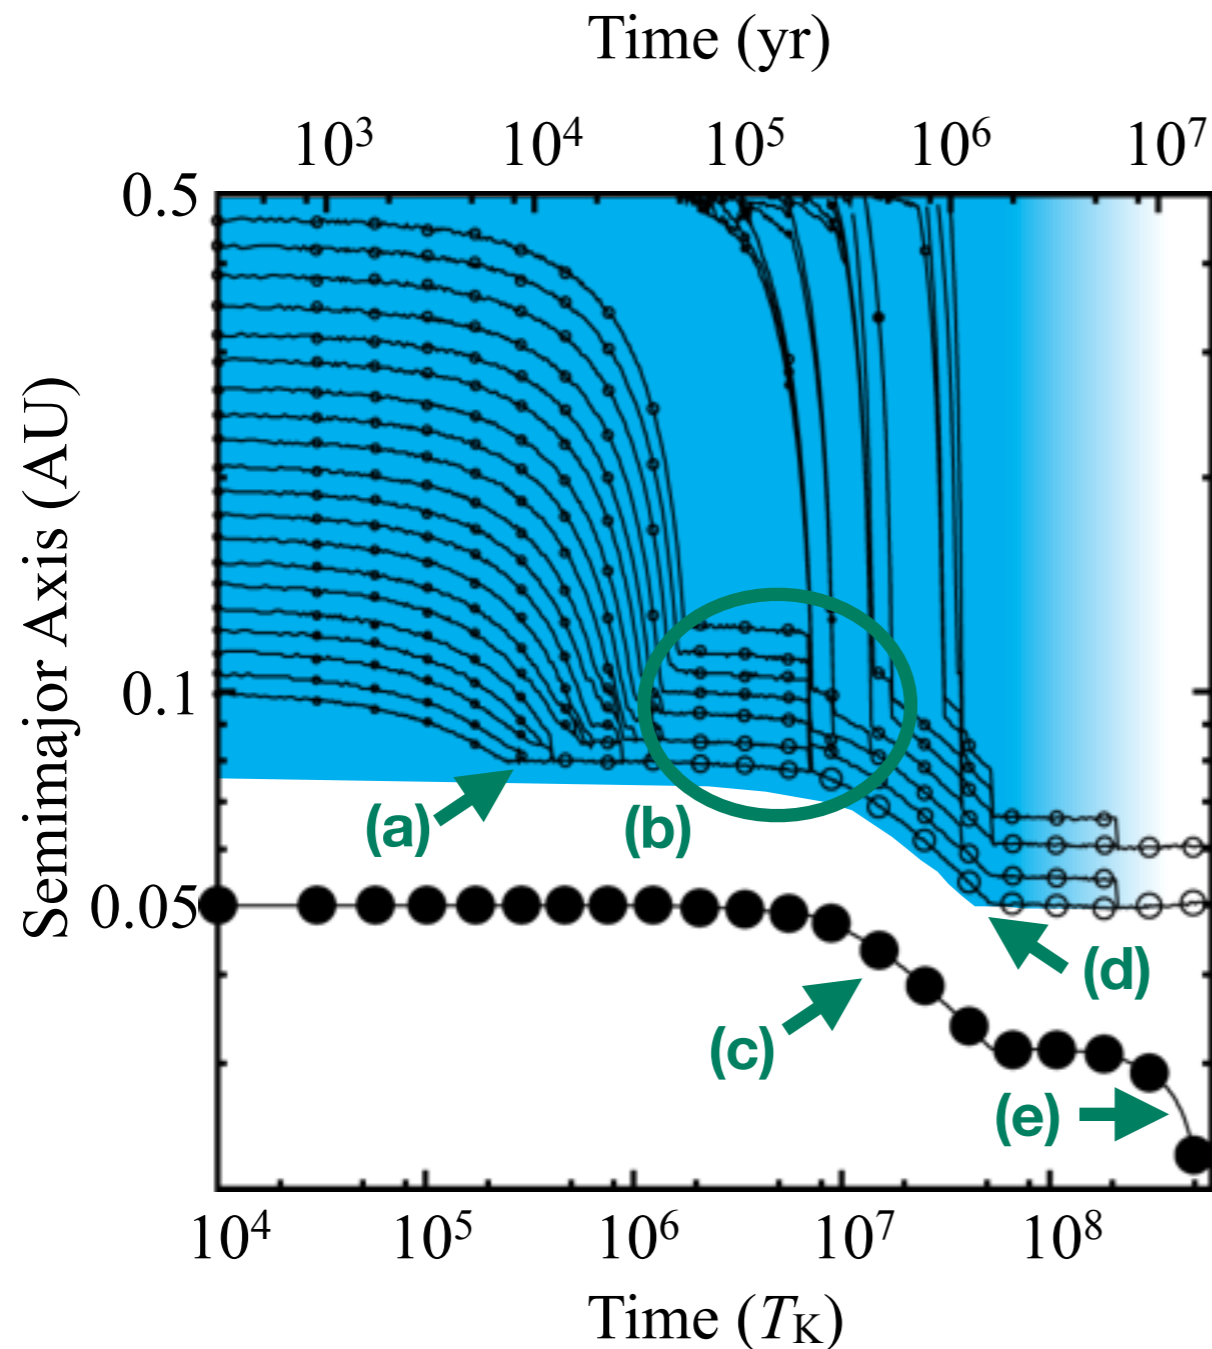 Time (yr)
10³ 10⁴ 10⁵ 10⁶ 10⁷
0.5
0.1
0.05
Semimajor Axis (AU)
(a)
(b)
(c)
(d)
(e)
10⁴ 10⁵ 10⁶ 10⁷ 10⁸
Time (T_K)